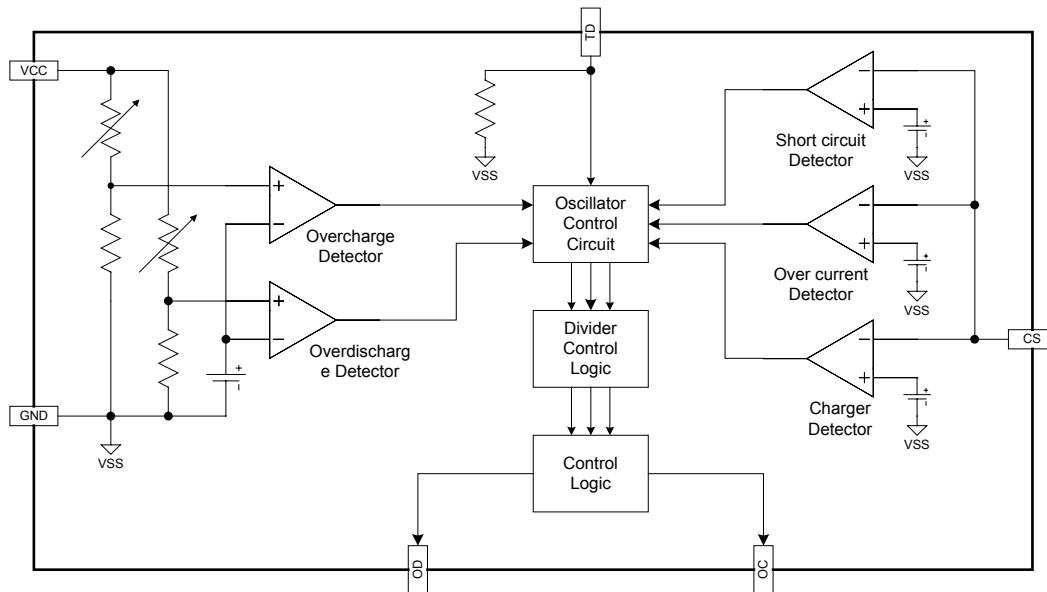 TD
VCC
+
-
Short circuit
Detector
-
+
+
-
VSS
VSS
Overcharge
Detector
+
-
Oscillator
Control
Circuit
Over current
Detector
-
+
+
-
VSS
Overdischarg
e Detector
+
-
+
-
Divider
Control
Logic
Charger
Detector
-
+
+
-
VSS
CS
GND
VSS
Control
Logic
OD
OC